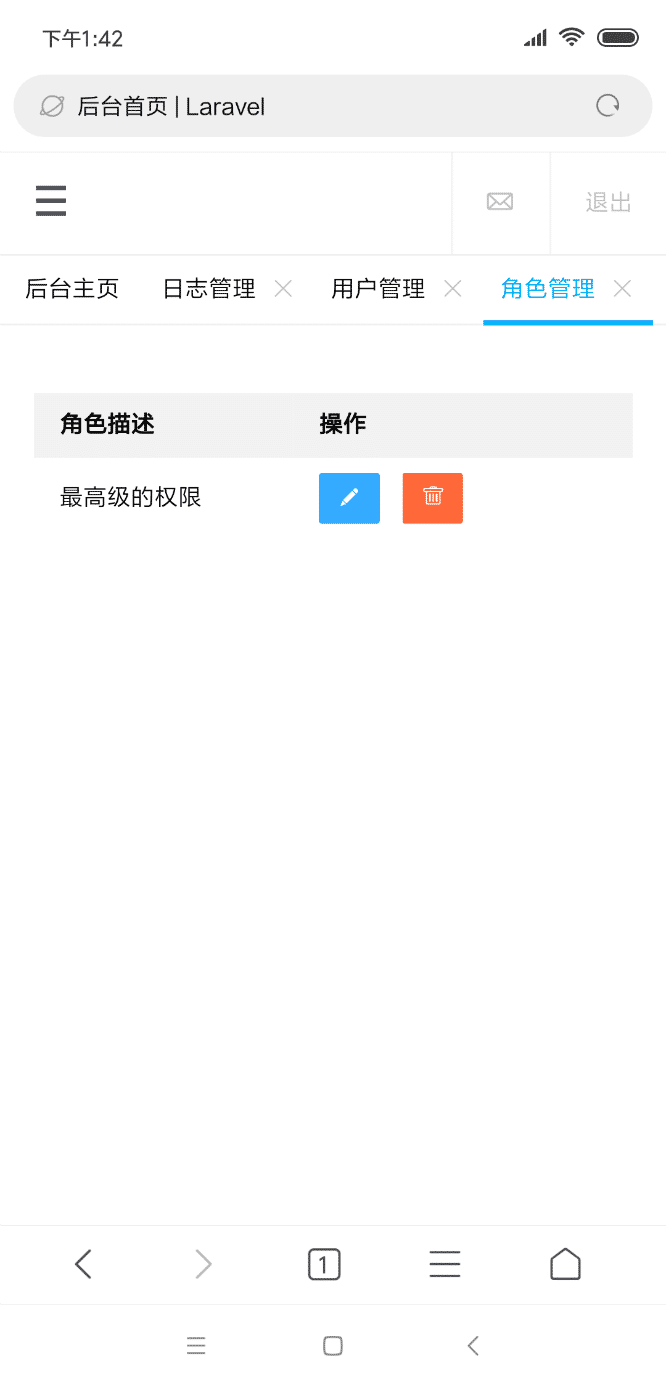 下午1:42
后台首页 | Laravel
退出
后台主页 日志管理 用户管理 角色管理
角色描述 操作
最高级的权限
1